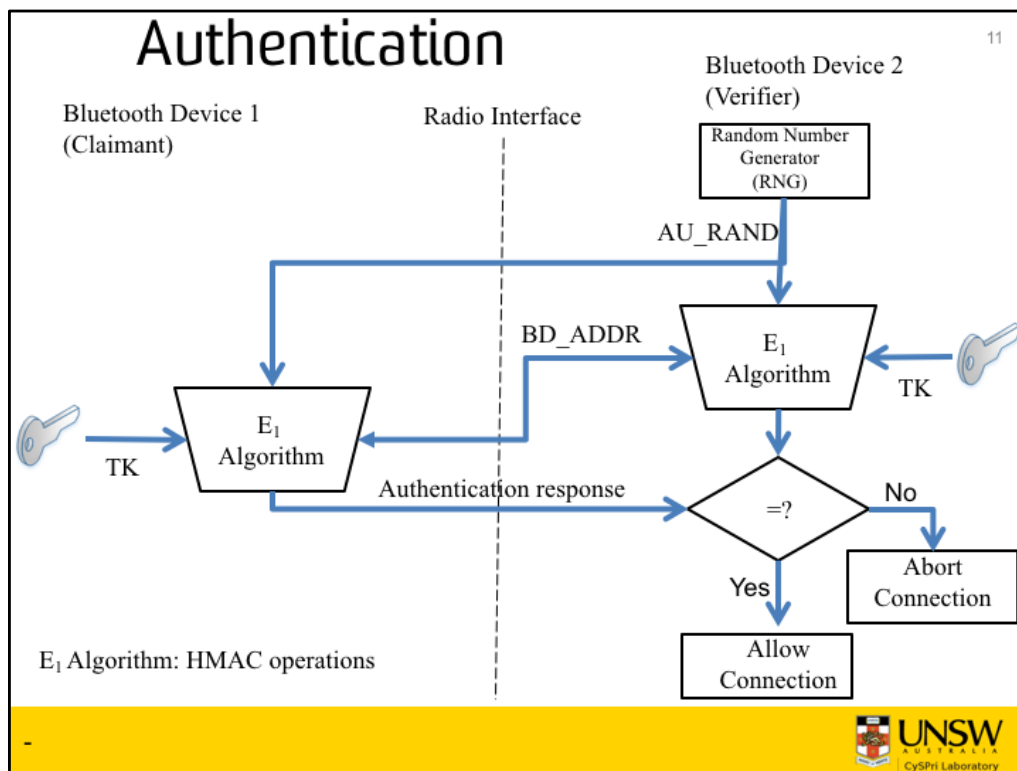 Authentication
11
Bluetooth Device 1
(Claimant)
Radio Interface
Bluetooth Device 2
(Verifier)
Random Number
Generator
(RNG)
AU_RAND
BD_ADDR
E₁
Algorithm
TK
E₁
Algorithm
TK
Authentication response
=?
No
Yes
Abort
Connection
Allow
Connection
E₁ Algorithm: HMAC operations
-
UNSW
AUSTRALIA
CySPri Laboratory